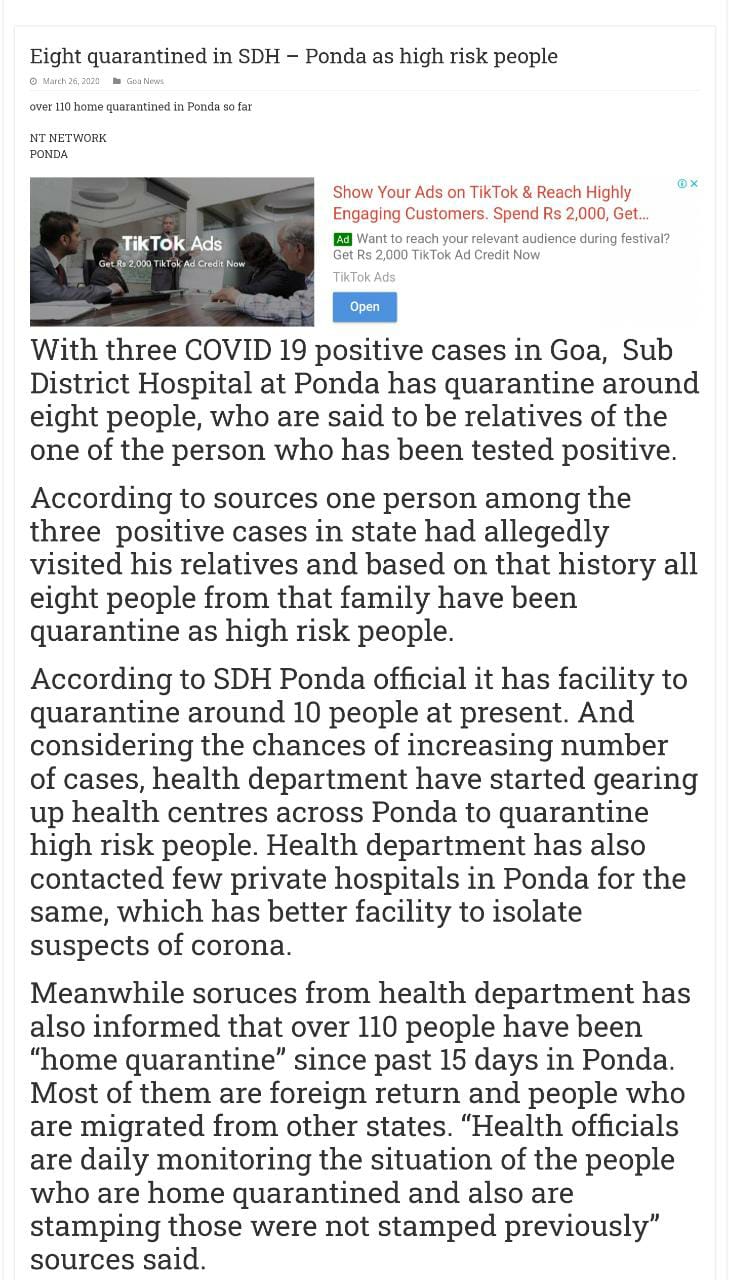 Eight quarantined in SDH – Ponda as high risk people
March 26, 2020 Goa News
over 110 home quarantined in Ponda so far
NT NETWORK
PONDA
TikTok Ads
Get Rs 2,000 TikTok Ad Credit Now
Show Your Ads on TikTok & Reach Highly
Engaging Customers. Spend Rs 2,000, Get...
Ad Want to reach your relevant audience during festival?
Get Rs 2,000 TikTok Ad Credit Now
TikTok Ads
Open
With three COVID 19 positive cases in Goa,  Sub
District Hospital at Ponda has quarantine around
eight people, who are said to be relatives of the
one of the person who has been tested positive.
According to sources one person among the
three  positive cases in state had allegedly
visited his relatives and based on that history all
eight people from that family have been
quarantine as high risk people.
According to SDH Ponda official it has facility to
quarantine around 10 people at present. And
considering the chances of increasing number
of cases, health department have started gearing
up health centres across Ponda to quarantine
high risk people. Health department has also
contacted few private hospitals in Ponda for the
same, which has better facility to isolate
suspects of corona.
Meanwhile soruces from health department has
also informed that over 110 people have been
“home quarantine” since past 15 days in Ponda.
Most of them are foreign return and people who
are migrated from other states. “Health officials
are daily monitoring the situation of the people
who are home quarantined and also are
stamping those were not stamped previously”
sources said.